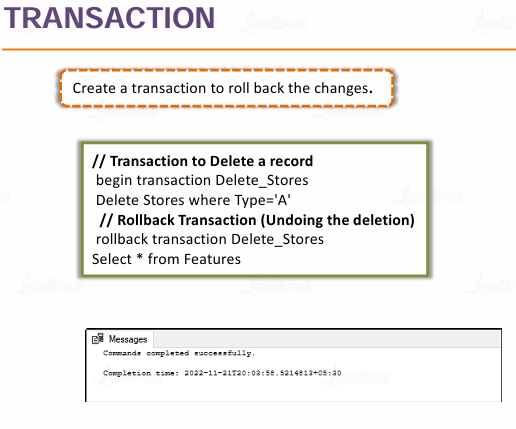 TRANSACTION
Create a transaction to roll back the changes.
// Transaction to Delete a record
begin transaction Delete_Stores
Delete Stores where Type='A'
// Rollback Transaction (Undoing the deletion)
rollback transaction Delete_Stores
Select * from Features
Messages
Commands completed successfully.
Completion time: 2022-11-21T20:03:58.5214813+05:30